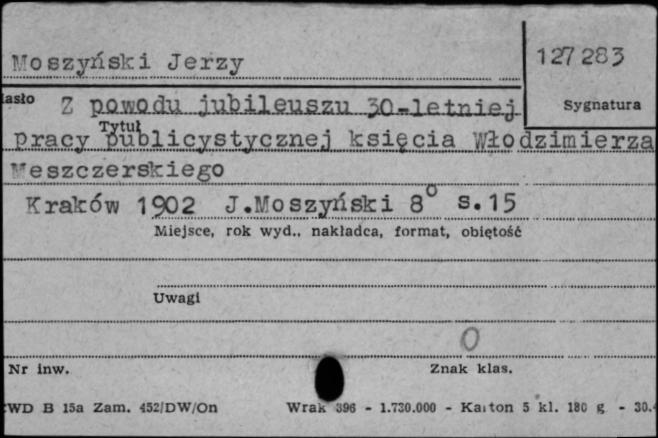 Moszyński Jerzy
127283
asło
Sygnatura
Z powodu jubileuszu 30-letniej
Tytuł
pracy publicystycznej księcia Włodzimierza
Meszczerskiego
Kraków 1902 J.Moszyński 8° s.15
Miejsce, rok wyd., nakładca, format, objętość
Uwagi
0
Nr inw.
Znak klas.
WD B 15a Zam. 452/DW/On Wrak 396 - 1.730.000 - Karton 5 kl. 180 g - 30.4